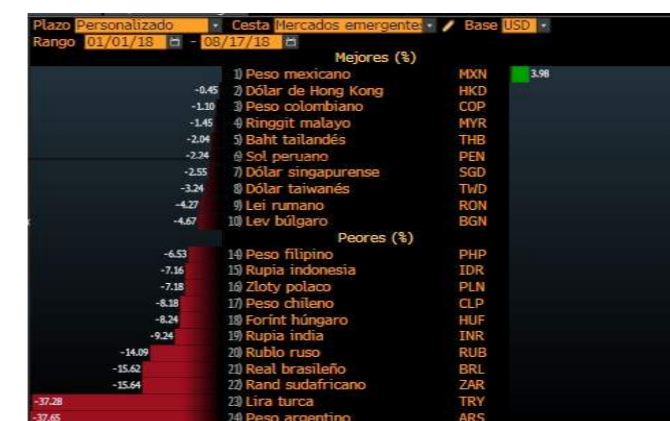 Plazo Personalizado Cesta Mercados emergentes Base USD
Rango 01/01/18 - 08/17/18
Mejores (%)
1) Peso mexicano MXN 3.98
-0.45 2) Dólar de Hong Kong HKD
-1.10 3) Peso colombiano COP
-1.45 4) Ringgit malayo MYR
-2.04 5) Baht tailandés THB
-2.24 6) Sol peruano PEN
-2.55 7) Dólar singapurense SGD
-3.24 8) Dólar taiwanés TWD
-4.27 9) Lei rumano RON
-4.67 10) Lev búlgaro BGN
Peores (%)
-6.53 14) Peso filipino PHP
-7.16 15) Rupia indonesia IDR
-7.18 16) Zloty polaco PLN
-8.18 17) Peso chileno CLP
-8.24 18) Forínt húngaro HUF
-9.24 19) Rupia india INR
-14.09 20) Rublo ruso RUB
-15.62 21) Real brasileño BRL
-15.64 22) Rand sudafricano ZAR
-37.28 23) Lira turca TRY
-37.65 24) Peso argentino ARS